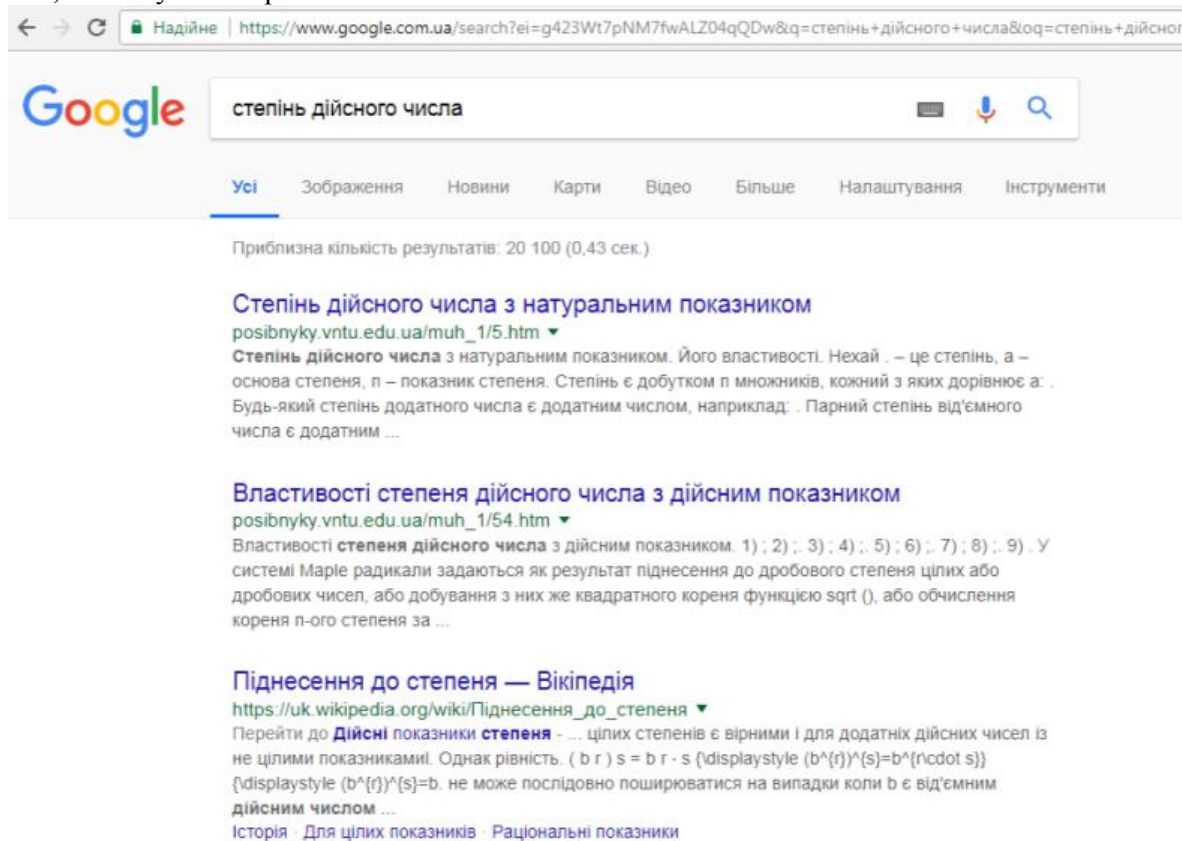 Надійне | https://www.google.com.ua/search?ei=g423Wt7pNM7fwALZ04qQDw&q=степінь+дійсного+числа&oq=степінь+дійсног
Google
степінь дійсного числа
Усі Зображення Новини Карти Відео Більше Налаштування Інструменти
Приблизна кількість результатів: 20 100 (0,43 сек.)
Степінь дійсного числа з натуральним показником
posibnyky.vntu.edu.ua/muh_1/5.htm
Степінь дійсного числа з натуральним показником. Його властивості. Нехай . – це степінь, а –
основа степеня, п – показник степеня. Степінь є добутком п множників, кожний з яких дорівнює а: .
Будь-який степінь додатного числа є додатним числом, наприклад: . Парний степінь від'ємного
числа є додатним ...
Властивості степеня дійсного числа з дійсним показником
posibnyky.vntu.edu.ua/muh_1/54.htm
Властивості степеня дійсного числа з дійсним показником. 1) ; 2) ;. 3) ; 4) ;. 5) ; 6) ;. 7) ; 8) ;. 9) . У
системі Maple радикали задаються як результат піднесення до дробового степеня цілих або
дробових чисел, або добування з них же квадратного кореня функцією sqrt (), або обчислення
кореня п-ого степеня за ...
Піднесення до степеня — Вікіпедія
https://uk.wikipedia.org/wiki/Піднесення_до_степеня
Перейти до Дійсні показники степеня - ... цілих степенів є вірними і для додатніх дійсних чисел із
не цілими показникамиl. Однак рівність. ( b r ) s = b r ⋅ s {\displaystyle (b^{r})^{s}=b^{r\cdot s}}
{\displaystyle (b^{r})^{s}=b. не може послідовно поширюватися на випадки коли b є від'ємним
дійсним числом ...
Історія · Для цілих показників · Раціональні показники